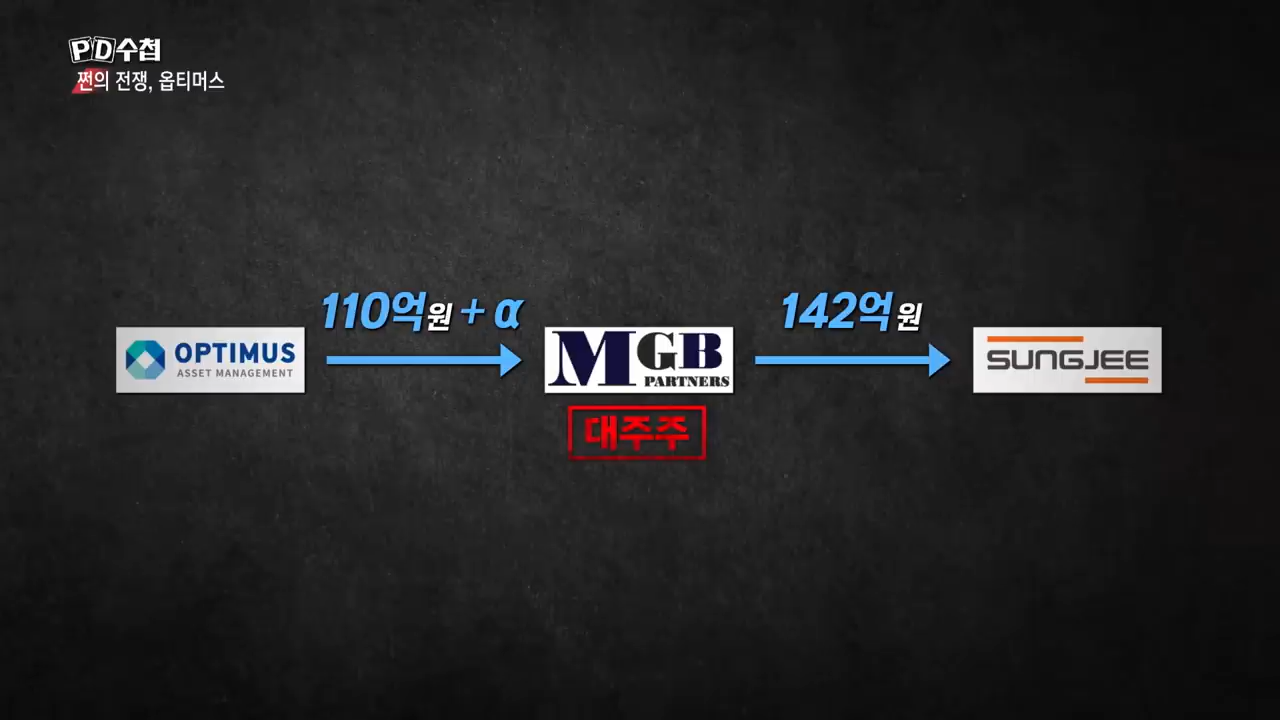 PD수첩
쩐의 전쟁, 옵티머스
110억원 + α
142억원
OPTIMUS
ASSET MANAGEMENT
MGB
PARTNERS
SUNGJEE
대주주